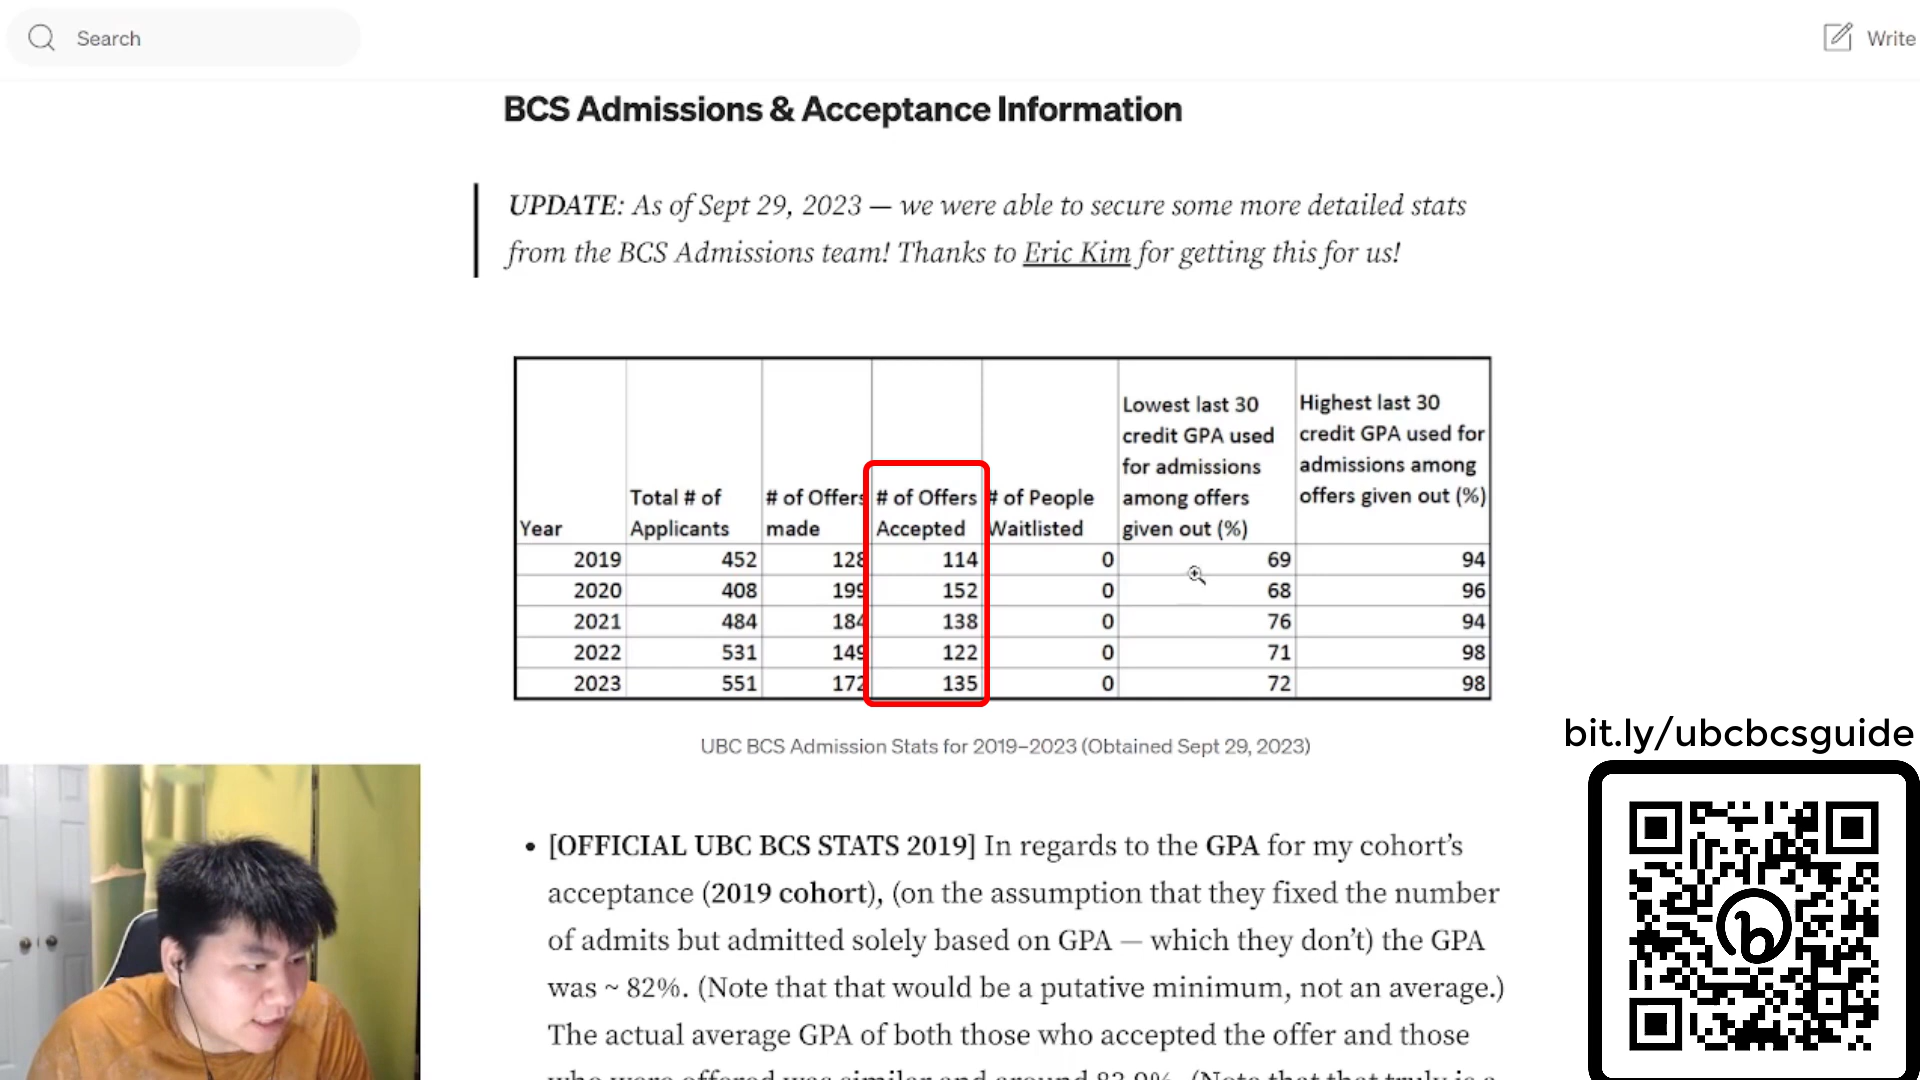 Search
Write
BCS Admissions & Acceptance Information
UPDATE: As of Sept 29, 2023 — we were able to secure some more detailed stats
from the BCS Admissions team! Thanks to Eric Kim for getting this for us!
Year | Total # of Applicants | # of Offers made | # of Offers Accepted | # of People Waitlisted | Lowest last 30 credit GPA used for admissions among offers given out (%) | Highest last 30 credit GPA used for admissions among offers given out (%)
2019 | 452 | 128 | 114 | 0 | 69 | 94
2020 | 408 | 199 | 152 | 0 | 68 | 96
2021 | 484 | 184 | 138 | 0 | 76 | 94
2022 | 531 | 149 | 122 | 0 | 71 | 98
2023 | 551 | 172 | 135 | 0 | 72 | 98
UBC BCS Admission Stats for 2019–2023 (Obtained Sept 29, 2023)
bit.ly/ubcbcsguide
• [OFFICIAL UBC BCS STATS 2019] In regards to the GPA for my cohort’s
acceptance (2019 cohort), (on the assumption that they fixed the number
of admits but admitted solely based on GPA — which they don’t) the GPA
was ~ 82%. (Note that that would be a putative minimum, not an average.)
The actual average GPA of both those who accepted the offer and those